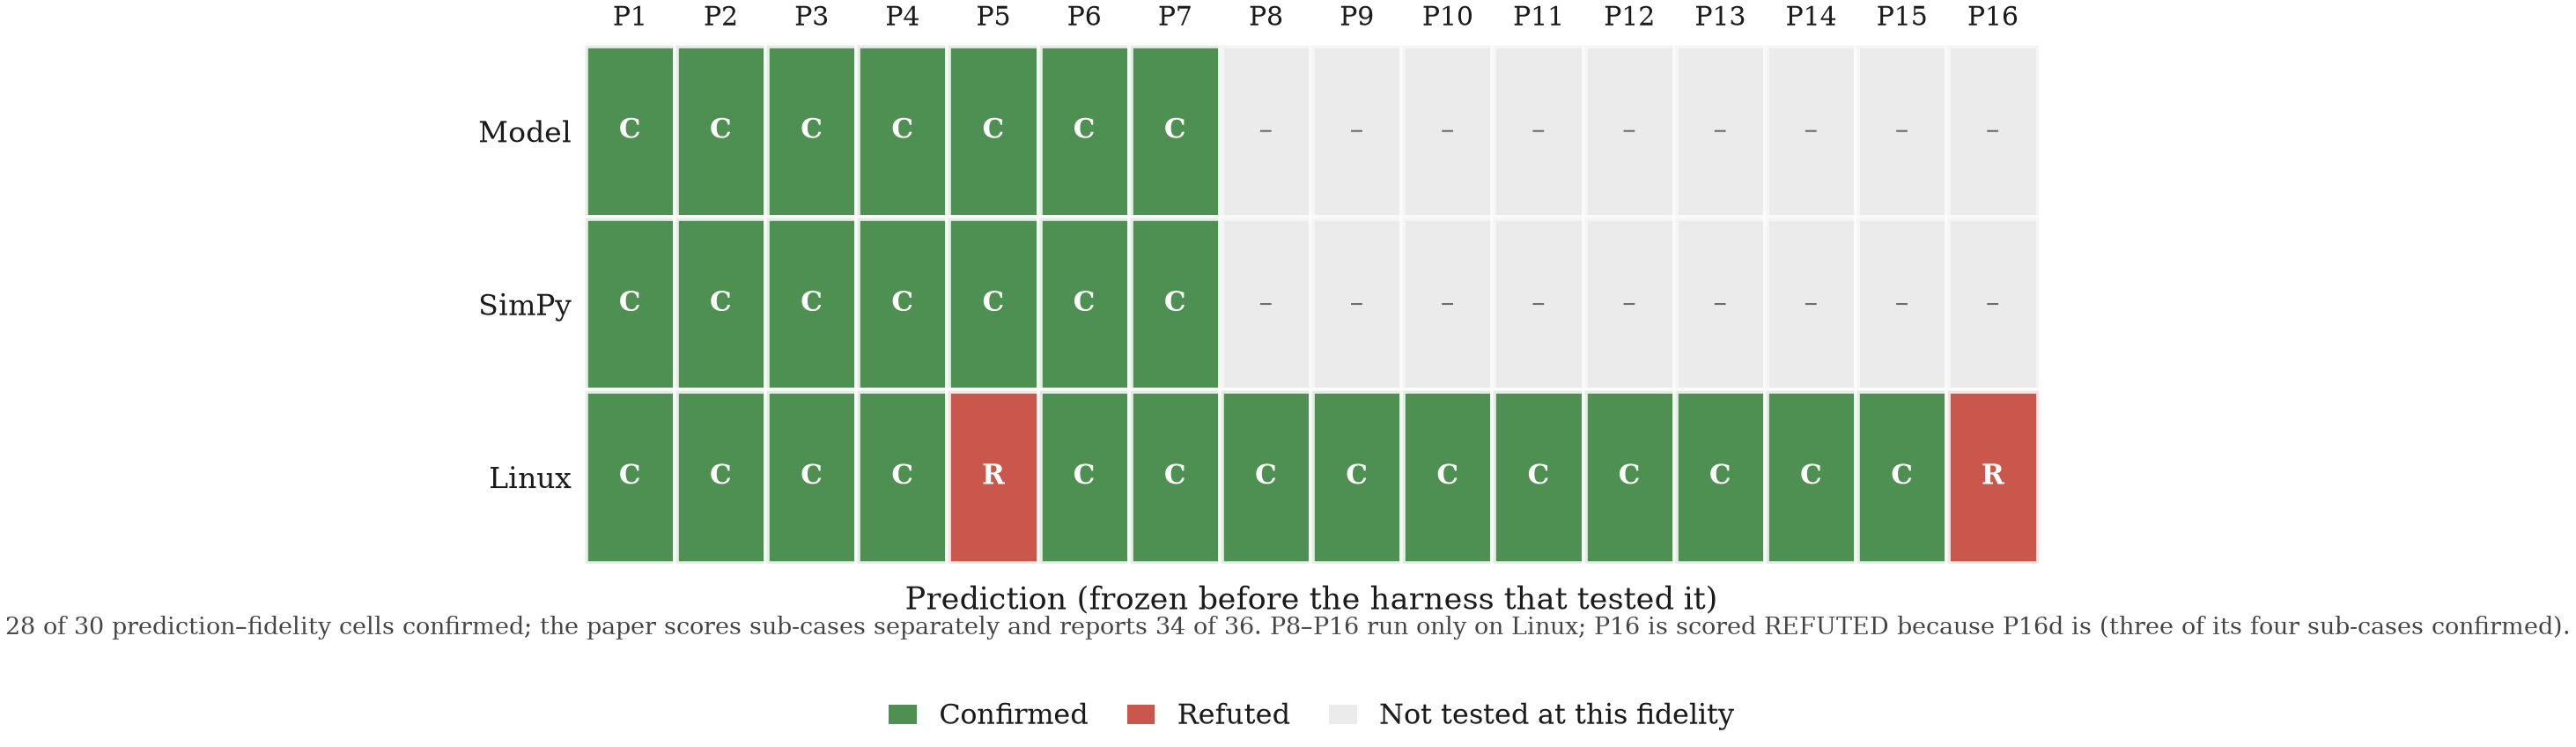 P1 P2 P3 P4 P5 P6 P7 P8 P9 P10 P11 P12 P13 P14 P15 P16
Model C C C C C C C – – – – – – – – –
SimPy C C C C C C C – – – – – – – – –
Linux C C C C R C C C C C C C C C C R
Prediction (frozen before the harness that tested it)
28 of 30 prediction–fidelity cells confirmed; the paper scores sub-cases separately and reports 34 of 36. P8–P16 run only on Linux; P16 is scored REFUTED because P16d is (three of its four sub-cases confirmed).
Confirmed Refuted Not tested at this fidelity